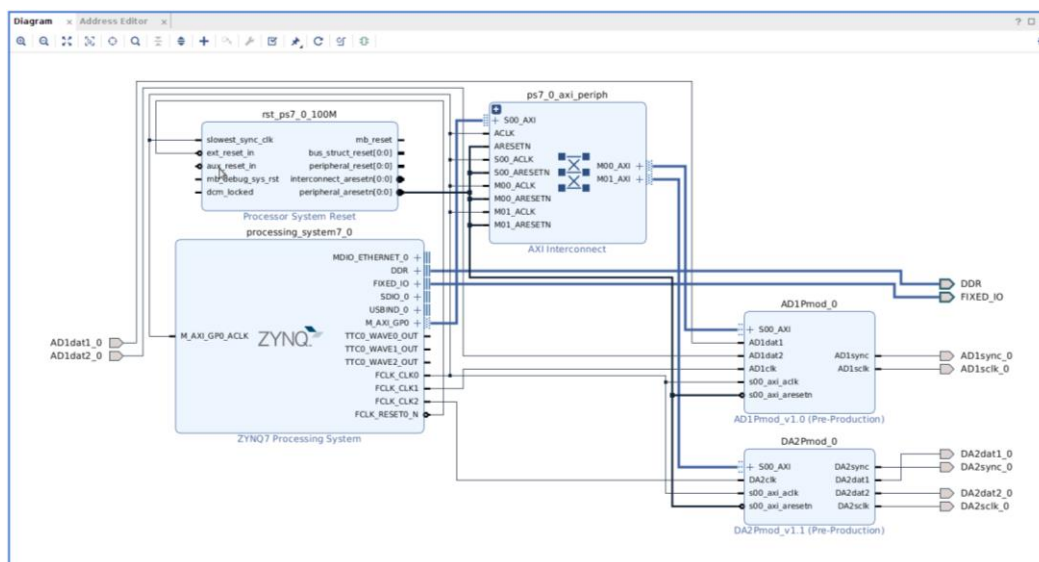 Diagram × Address Editor ×
? □
rst_ps7_0_100M
slowest_sync_clk mb_reset
ext_reset_in bus_struct_reset[0:0]
aux_reset_in peripheral_reset[0:0]
mb_debug_sys_rst interconnect_aresetn[0:0]
dcm_locked peripheral_aresetn[0:0]
Processor System Reset
ps7_0_axi_periph
S00_AXI
ACLK
ARESETN
S00_ACLK
S00_ARESETN
M00_ACLK
M00_ARESETN
M01_ACLK
M01_ARESETN
M00_AXI
M01_AXI
AXI Interconnect
processing_system7_0
MDIO_ETHERNET_0
DDR
FIXED_IO
SDIO_0
USBIND_0
M_AXI_GP0
M_AXI_GP0_ACLK
ZYNQ
TTC0_WAVE0_OUT
TTC0_WAVE1_OUT
TTC0_WAVE2_OUT
FCLK_CLK0
FCLK_CLK1
FCLK_CLK2
FCLK_RESET0_N
ZYNQ7 Processing System
AD1dat1_0
AD1dat2_0
DDR
FIXED_IO
AD1Pmod_0
S00_AXI
AD1dat1
AD1dat2 AD1sync
AD1clk AD1sclk
s00_axi_aclk
s00_axi_aresetn
AD1Pmod_v1.0 (Pre-Production)
AD1sync_0
AD1sclk_0
DA2Pmod_0
S00_AXI DA2sync
DA2clk DA2dat1
s00_axi_aclk DA2dat2
s00_axi_aresetn DA2sclk
DA2Pmod_v1.1 (Pre-Production)
DA2dat1_0
DA2sync_0
DA2dat2_0
DA2sclk_0